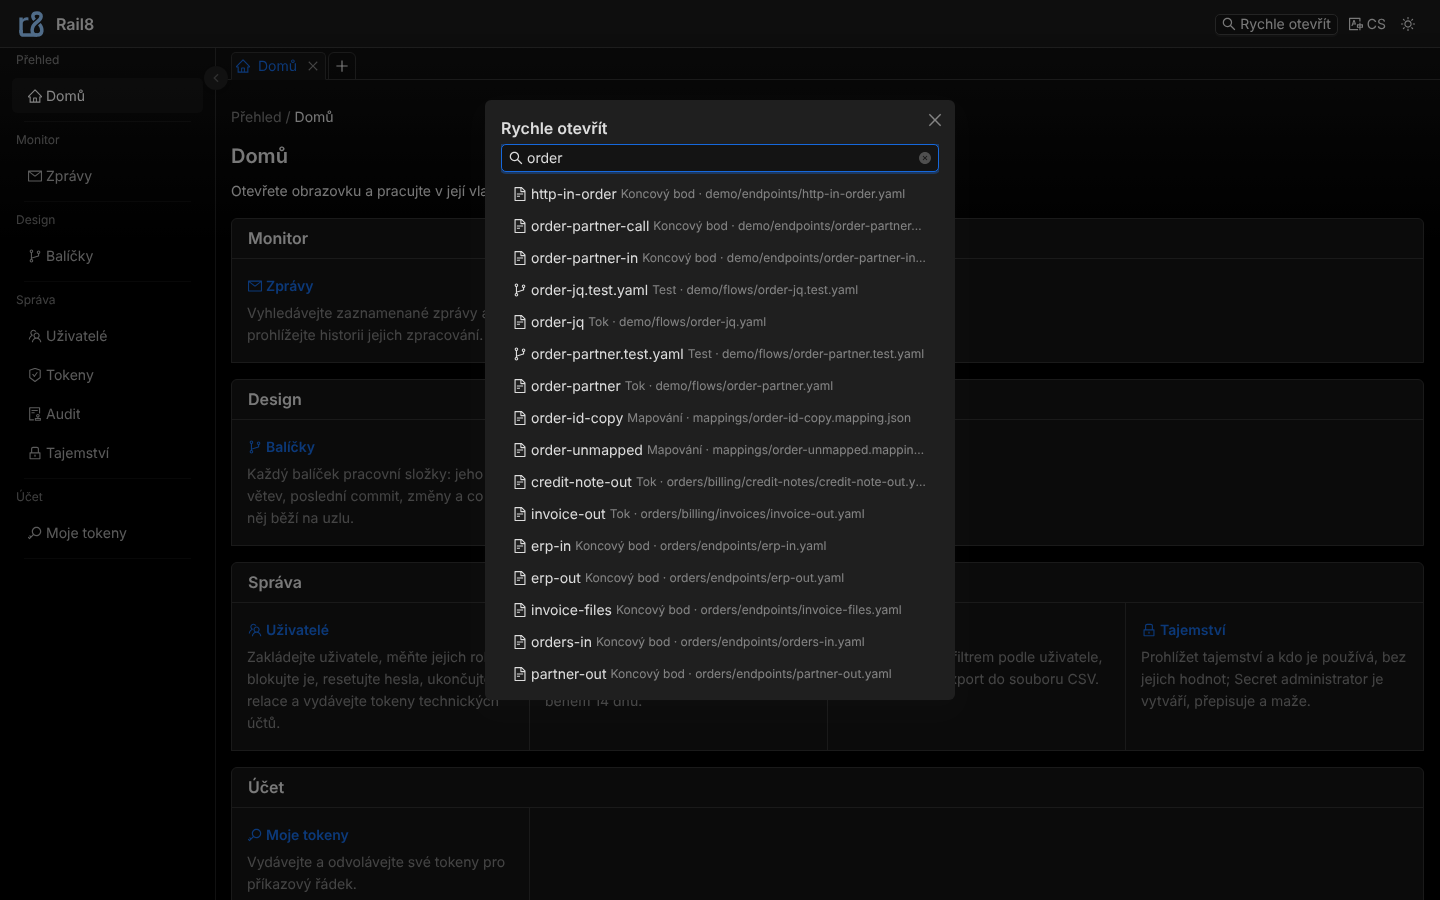 Rail8
Rychle otevřít
CS
Přehled
Domů
Monitor
Zprávy
Design
Balíčky
Správa
Uživatelé
Tokeny
Audit
Tajemství
Účet
Moje tokeny
Domů
Přehled / Domů
Domů
Otevřete obrazovku a pracujte v její
Monitor
Zprávy
Vyhledávejte zaznamenané zprávy a
prohlížejte historii jejich zpracování.
Design
Balíčky
Každý balíček pracovní složky: jeho
větev, poslední commit, změny a co
něj běží na uzlu.
Správa
Uživatelé
Zakládejte uživatele, měňte jejich
blokujte je, resetujte hesla, ukončujte
relace a vydávejte tokeny technických
účtů.
během 14 dnů.
filtrem podle uživatele,
export do souboru CSV.
Tajemství
Prohlížet tajemství a kdo je používá, bez
jejich hodnot; Secret administrator je
vytváří, přepisuje a maže.
Účet
Moje tokeny
Vydávejte a odvolávejte své tokeny pro
příkazový řádek.
Rychle otevřít
order
http-in-order Koncový bod · demo/endpoints/http-in-order.yaml
order-partner-call Koncový bod · demo/endpoints/order-partner...
order-partner-in Koncový bod · demo/endpoints/order-partner-in...
order-jq.test.yaml Test · demo/flows/order-jq.test.yaml
order-jq Tok · demo/flows/order-jq.yaml
order-partner.test.yaml Test · demo/flows/order-partner.test.yaml
order-partner Tok · demo/flows/order-partner.yaml
order-id-copy Mapování · mappings/order-id-copy.mapping.json
order-unmapped Mapování · mappings/order-unmapped.mappin...
credit-note-out Tok · orders/billing/credit-notes/credit-note-out.y...
invoice-out Tok · orders/billing/invoices/invoice-out.yaml
erp-in Koncový bod · orders/endpoints/erp-in.yaml
erp-out Koncový bod · orders/endpoints/erp-out.yaml
invoice-files Koncový bod · orders/endpoints/invoice-files.yaml
orders-in Koncový bod · orders/endpoints/orders-in.yaml
partner-out Koncový bod · orders/endpoints/partner-out.yaml